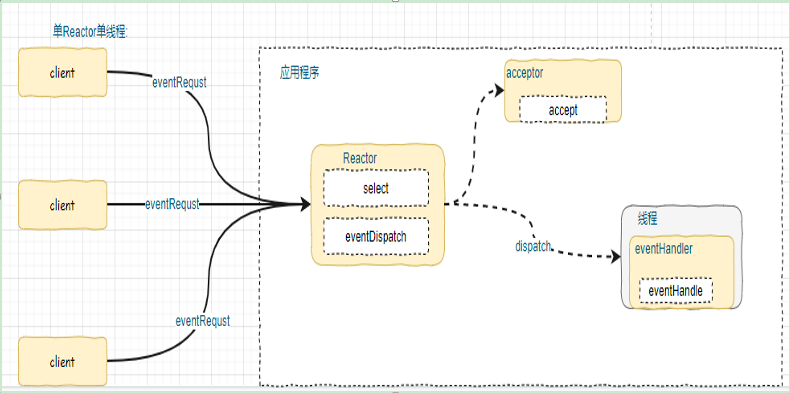 单Reactor单线程:
client
eventRequst
应用程序
acceptor
accept
Reactor
select
eventDispatch
client
eventRequst
线程
eventHandler
eventHandle
dispatch
eventRequst
client